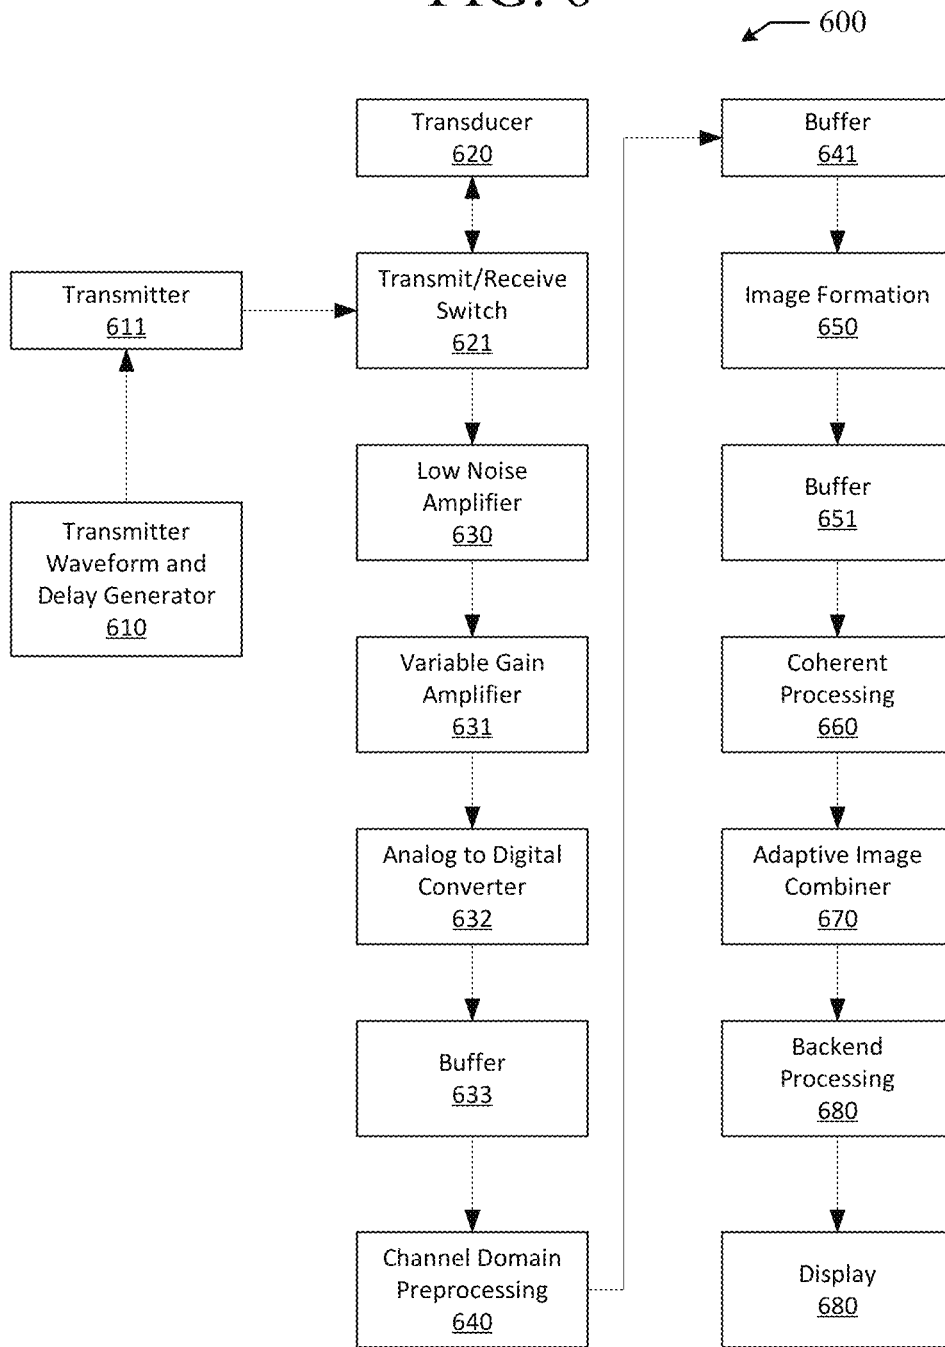 FIG. 6
600
Transducer
620
Buffer
641
Transmit/Receive
Switch
621
Image Formation
650
Transmitter
611
Low Noise
Amplifier
630
Buffer
651
Transmitter
Waveform and
Delay Generator
610
Variable Gain
Amplifier
631
Coherent
Processing
660
Analog to Digital
Converter
632
Adaptive Image
Combiner
670
Buffer
633
Backend
Processing
680
Channel Domain
Preprocessing
640
Display
680